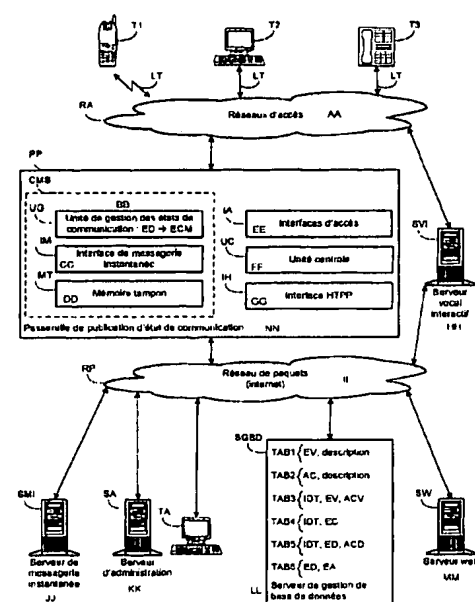 T1
T2
T3
LT
LT
LT
RA
Réseaux d'accès AA
PP
CMS
BB
UG
Unité de gestion des états de communication : ED → ECM
IM
Interface de messagerie instantanée
CC
MT
Mémoire tampon
DD
IA
Interfaces d'accès
EE
UC
Unité centrale
FF
IH
Interface HTPP
GG
Passerelle de publication d'état de communication NN
SVI
Serveur
vocal
interactif
HH
RP
Réseau de paquets
(internet) II
SMI
Serveur de
messagerie
instantanée
JJ
SA
Serveur
d'administration
KK
TA
SGBD
TAB1 { EV, description
TAB2 { AC, description
TAB3 { IDT, EV, ACV
TAB4 { IDT, EC
TAB5 { IDT, ED, ACD
TAB6 { ED, EA
LL
Serveur de gestion de
base de données
SW
Serveur web
MM